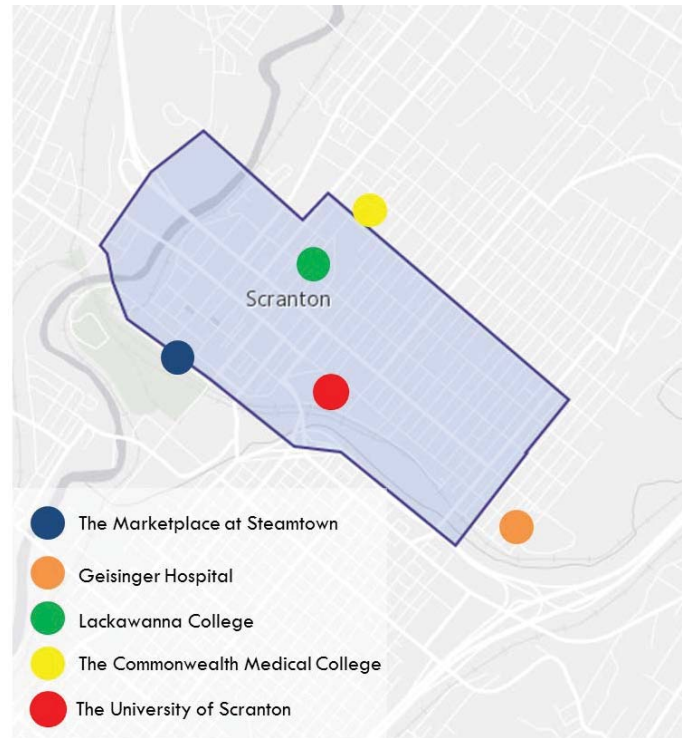 Scranton
The Marketplace at Steamtown
Geisinger Hospital
Lackawanna College
The Commonwealth Medical College
The University of Scranton